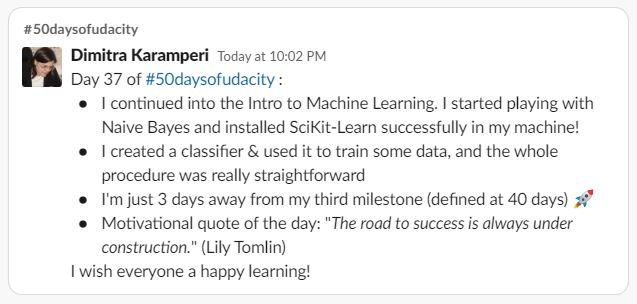 #50daysofudacity
Dimitra Karamperi Today at 10:02 PM
Day 37 of #50daysofudacity :
● I continued into the Intro to Machine Learning. I started playing with
Naive Bayes and installed SciKit-Learn successfully in my machine!
● I created a classifier & used it to train some data, and the whole
procedure was really straightforward
● I'm just 3 days away from my third milestone (defined at 40 days) 🚀
● Motivational quote of the day: "The road to success is always under
construction." (Lily Tomlin)
I wish everyone a happy learning!